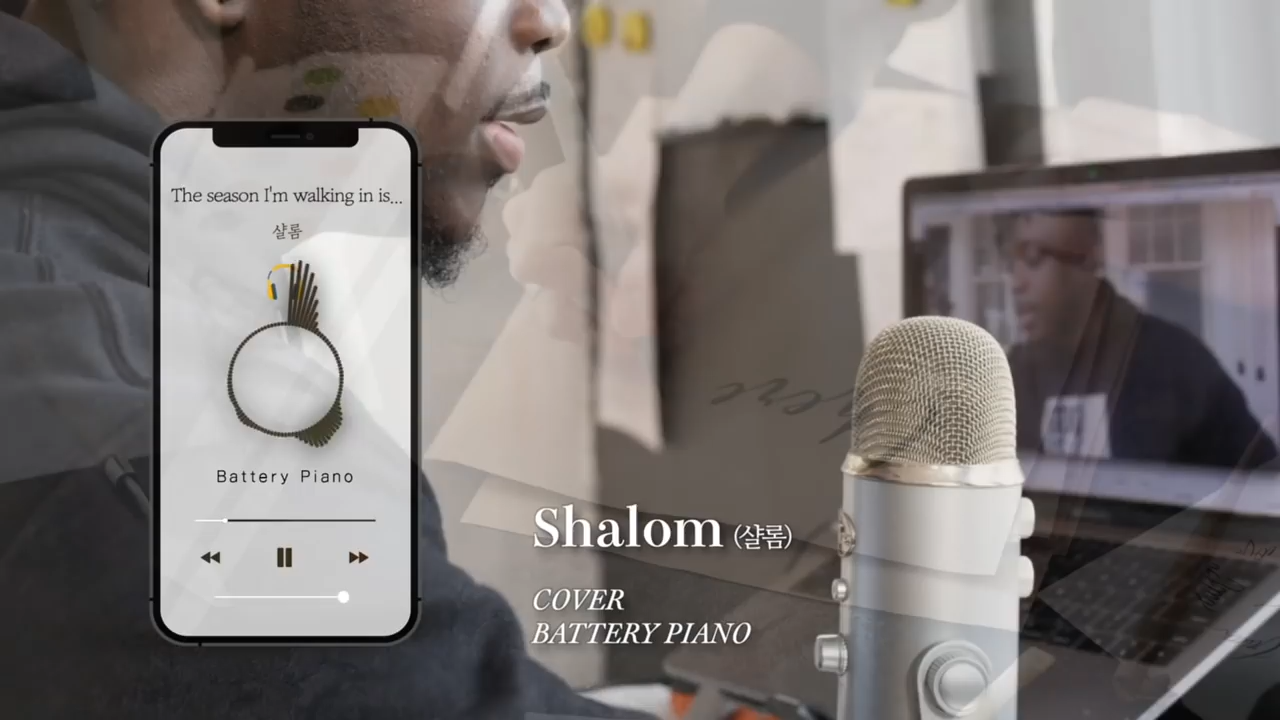 The season I'm walking in is...
샬롬
Battery Piano
Shalom (샬롬)
COVER
BATTERY PIANO